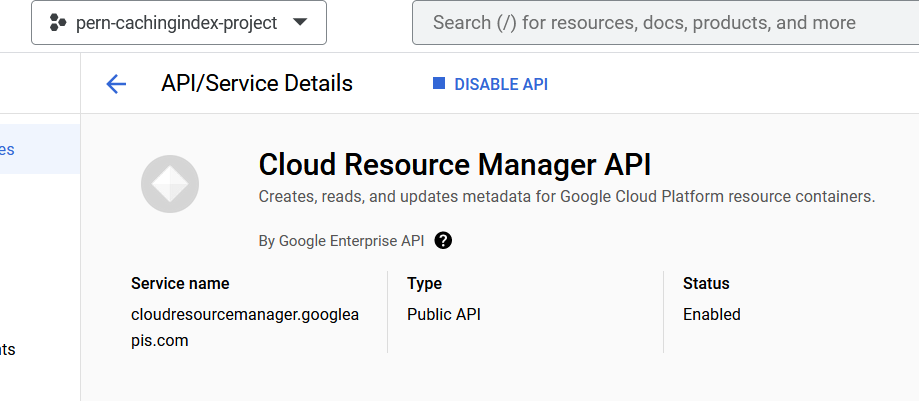 pern-cachingindex-project
Search (/) for resources, docs, products, and more
API/Service Details
DISABLE API
es
Cloud Resource Manager API
Creates, reads, and updates metadata for Google Cloud Platform resource containers.
By Google Enterprise API
Service name
cloudresourcemanager.googlea
pis.com
Type
Public API
Status
Enabled
nts